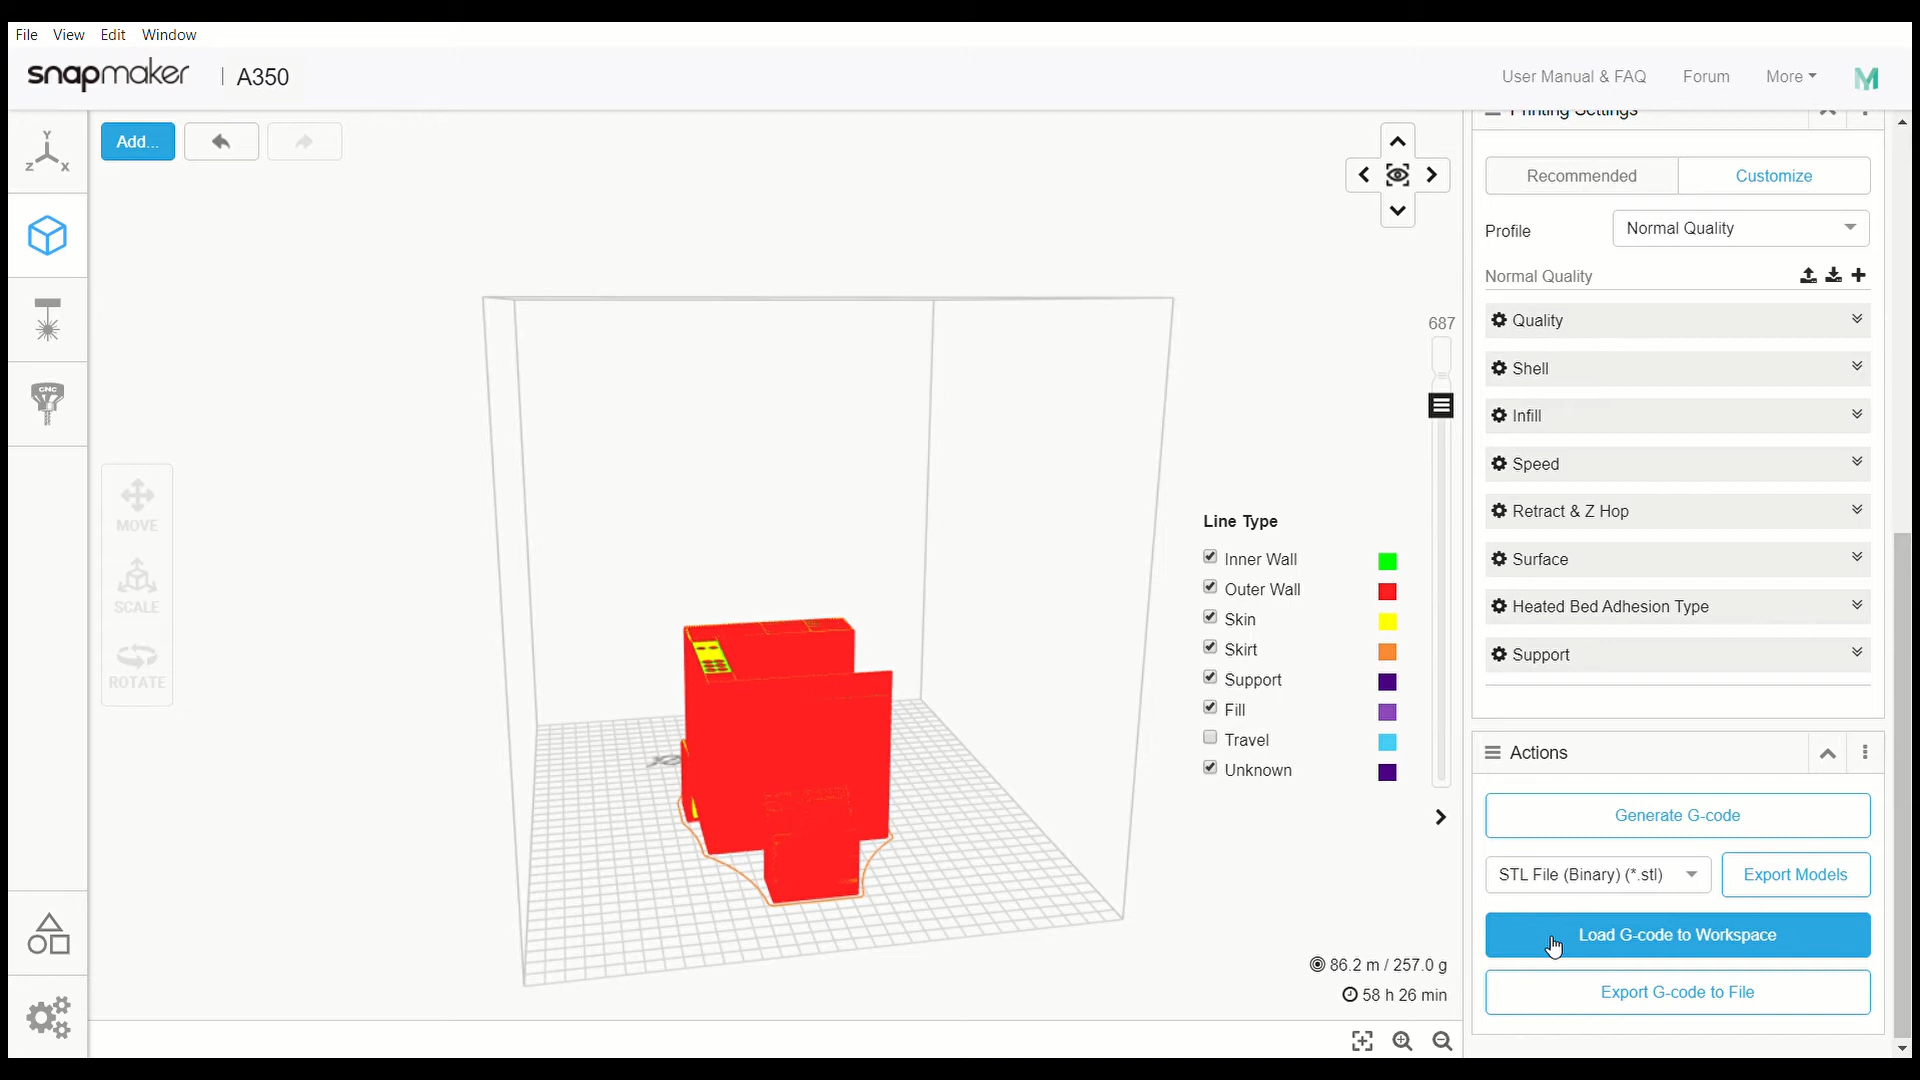 File View Edit Window
snapmaker | A350
User Manual & FAQ Forum More
Add...
Y
Z X
CNC
MOVE
SCALE
ROTATE
687
Line Type
Inner Wall
Outer Wall
Skin
Skirt
Support
Fill
Travel
Unknown
86.2 m / 257.0 g
58 h 26 min
Printing Settings
Recommended Customize
Profile Normal Quality
Normal Quality
Quality
Shell
Infill
Speed
Retract & Z Hop
Surface
Heated Bed Adhesion Type
Support
Actions
Generate G-code
STL File (Binary) (*.stl) Export Models
Load G-code to Workspace
Export G-code to File